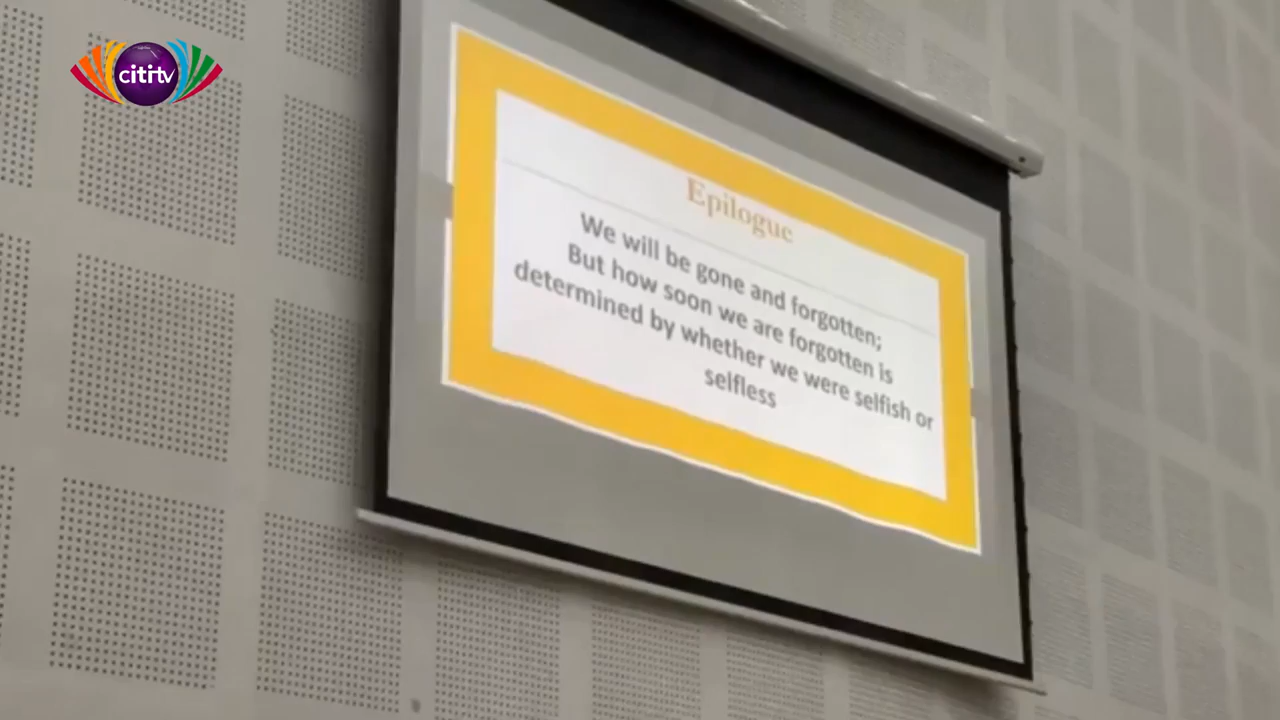 citi tv
Epilogue
We will be gone and forgotten;
But how soon we are forgotten is
determined by whether we were selfish or
selfless